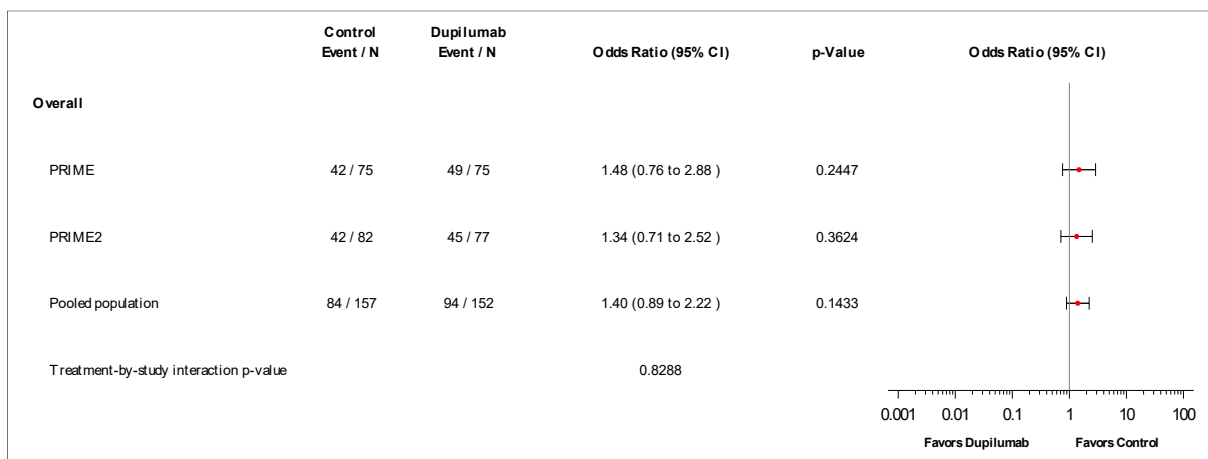 Control Dupilumab
Event / N Event / N Odds Ratio (95% CI) p-Value Odds Ratio (95% CI)
Overall
PRIME 42 / 75 49 / 75 1.48 (0.76 to 2.88 ) 0.2447
PRIME2 42 / 82 45 / 77 1.34 (0.71 to 2.52 ) 0.3624
Pooled population 84 / 157 94 / 152 1.40 (0.89 to 2.22 ) 0.1433
Treatment-by-study interaction p-value 0.8288
0.001 0.01 0.1 1 10 100
Favors Dupilumab Favors Control